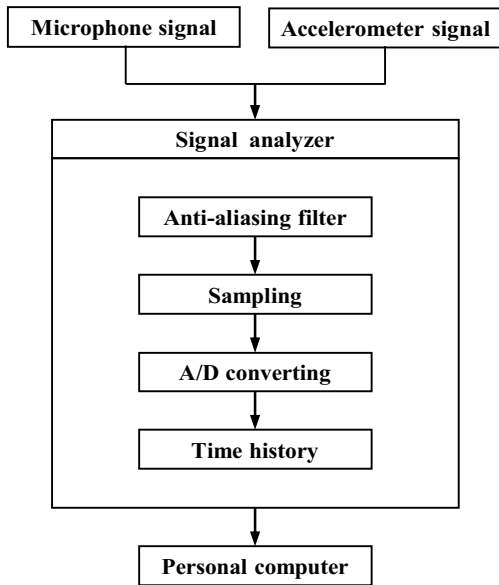 Microphone signal
Accelerometer signal
Signal analyzer
Anti-aliasing filter
Sampling
A/D converting
Time history
Personal computer